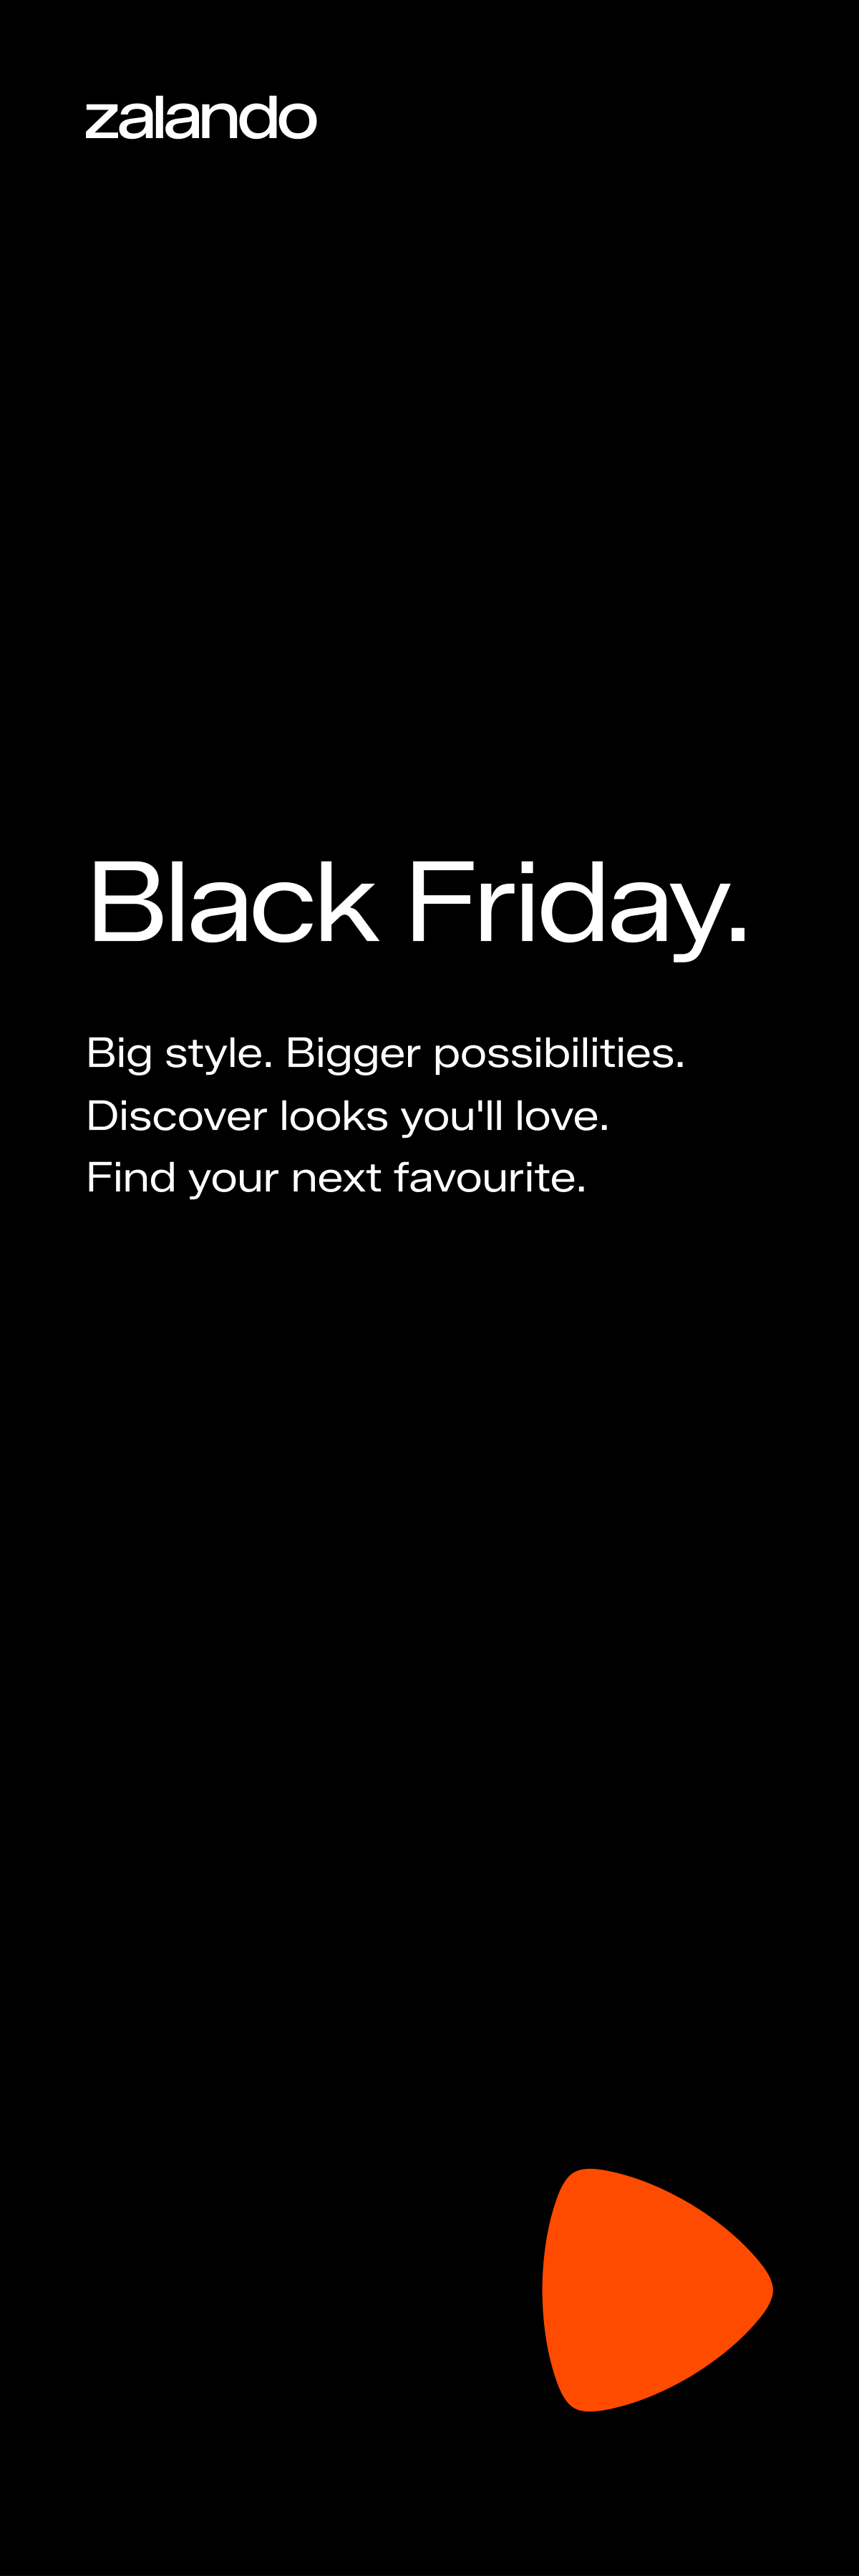 zalando
Black Friday.
Big style. Bigger possibilities.
Discover looks you'll love.
Find your next favourite.